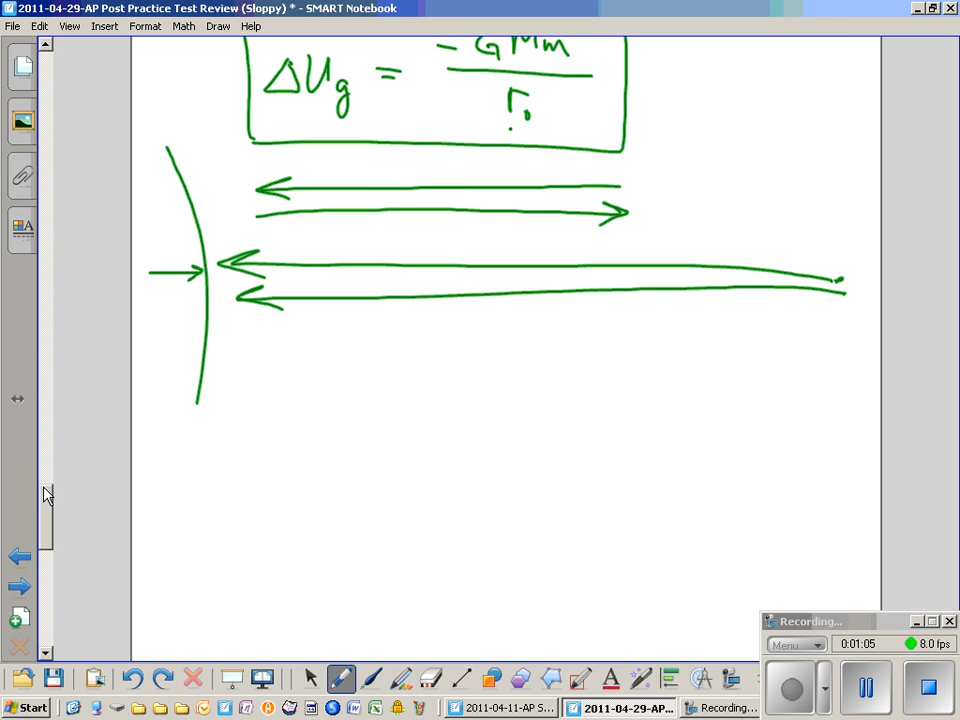 2011-04-29-AP Post Practice Test Review (Sloppy) * - SMART Notebook
File Edit View Insert Format Math Draw Help
ΔUg = - GMm
r₀
Recording...
Menu 0:01:05 8.0 fps
Start 2011-04-11-AP S... 2011-04-29-AP... Recording...